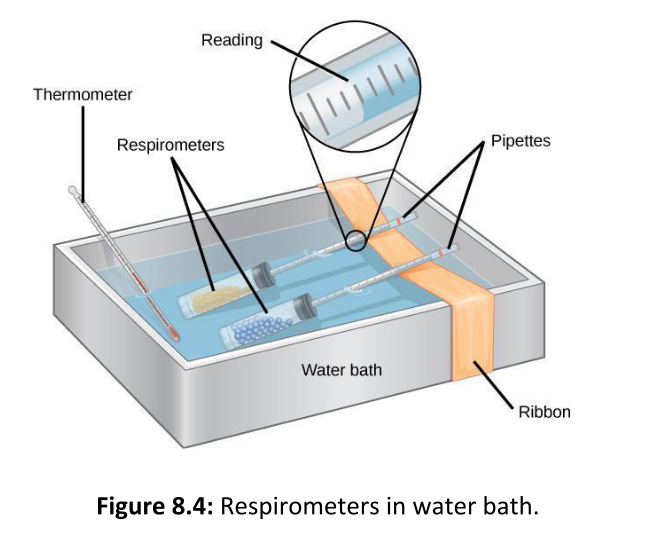 Reading
Thermometer
Respirometers
Pipettes
Water bath
Ribbon
Figure 8.4: Respirometers in water bath.